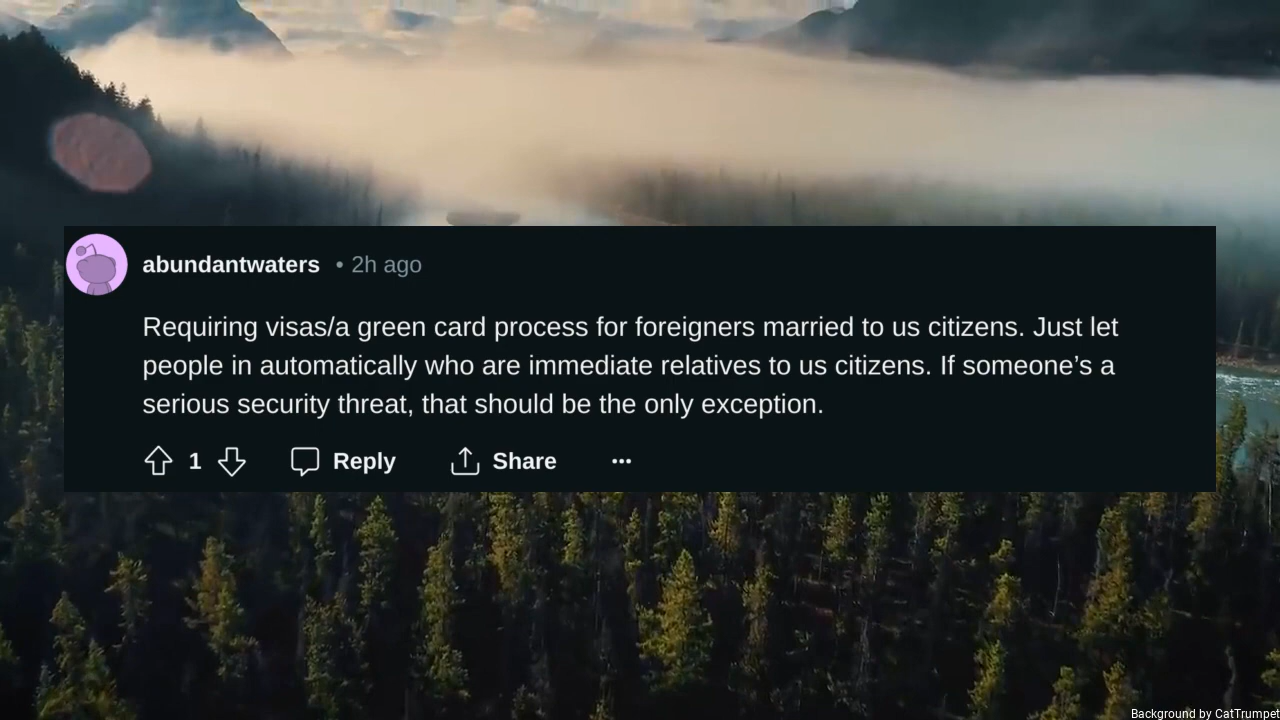 abundantwaters • 2h ago
Requiring visas/a green card process for foreigners married to us citizens. Just let
people in automatically who are immediate relatives to us citizens. If someone’s a
serious security threat, that should be the only exception.
1 Reply Share
Background by CatTrumpet